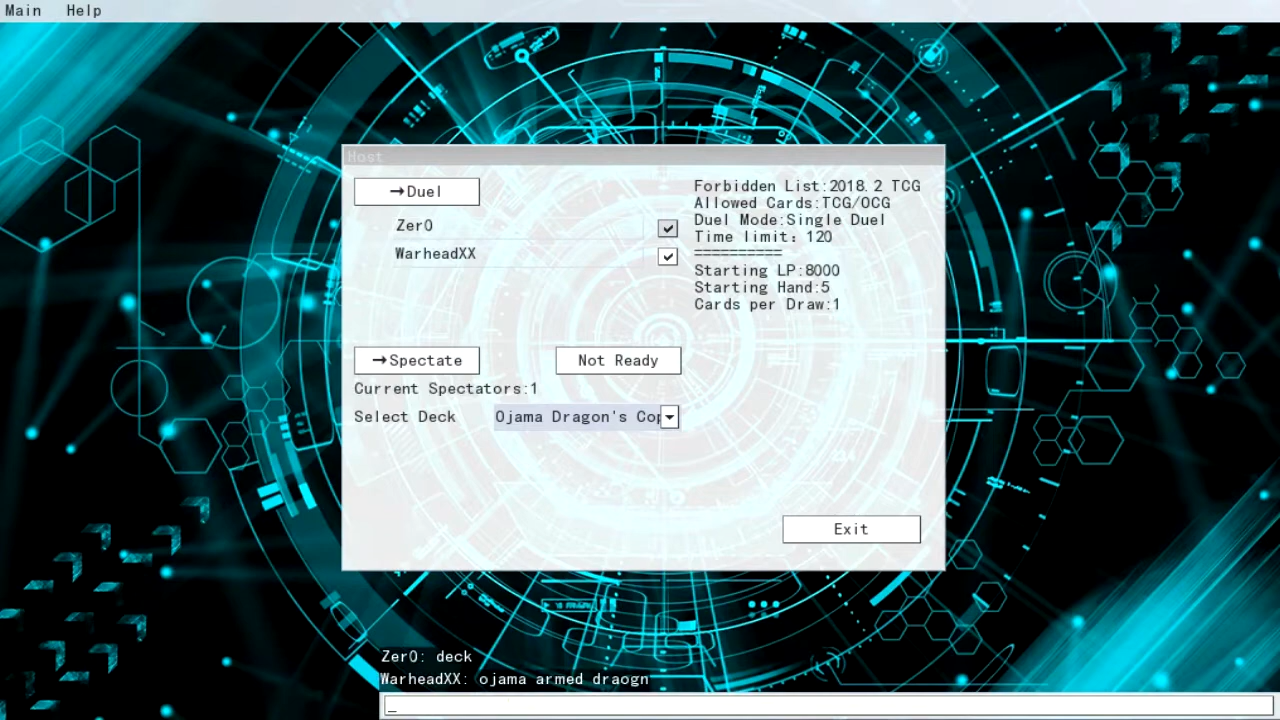 Main Help
Host
→Duel
Zer0
WarheadXX
Forbidden List:2018.2 TCG
Allowed Cards:TCG/OCG
Duel Mode:Single Duel
Time limit: 120
==========
Starting LP:8000
Starting Hand:5
Cards per Draw:1
→Spectate
Not Ready
Current Spectators:1
Select Deck
Ojama Dragon's Cop
Exit
Zer0: deck
WarheadXX: ojama armed draogn
_